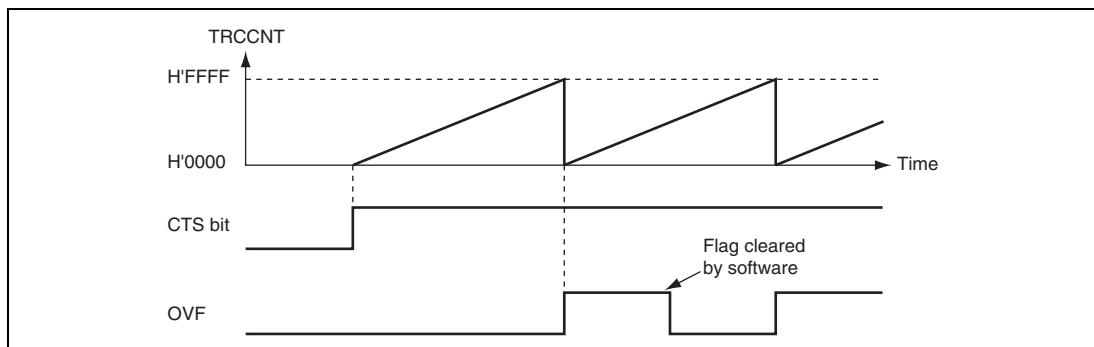 TRCCNT
H'FFFF
H'0000
Time
CTS bit
Flag cleared
by software
OVF